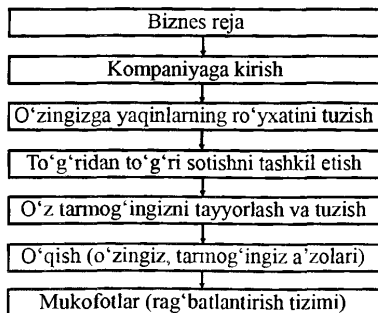 Biznes reja
Kompaniyaga kirish
O‘zingizga yaqinlarning ro‘yxatini tuzish
To‘g‘ridan to‘g‘ri sotishni tashkil etish
O‘z tarmog‘ingizni tayyorlash va tuzish
O‘qish (o‘zingiz, tarmog‘ingiz a’zolari)
Mukofotlar (rag‘batlantirish tizimi)